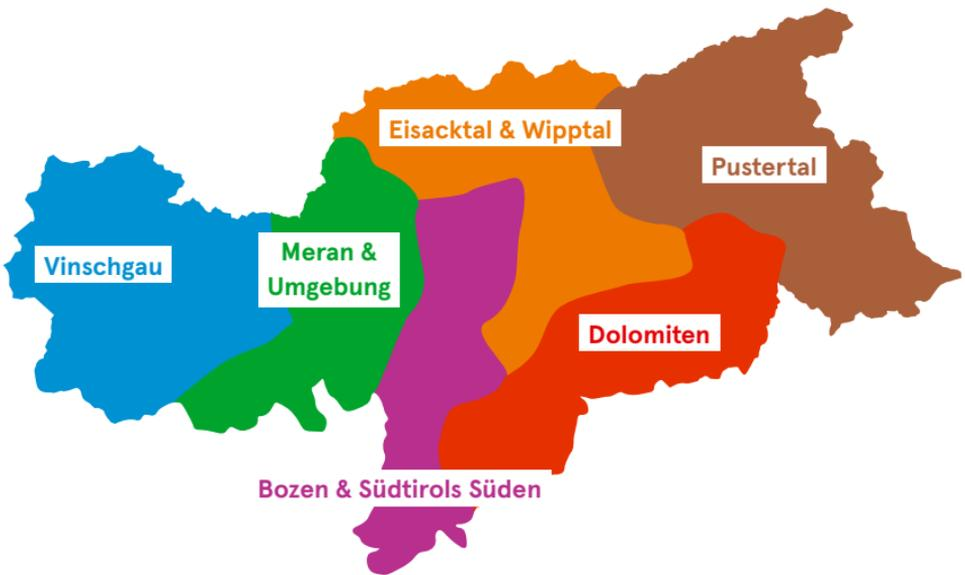 Eisacktal & Wipptal
Pustertal
Vinschgau
Meran &
Umgebung
Dolomiten
Bozen & Südtirols Süden